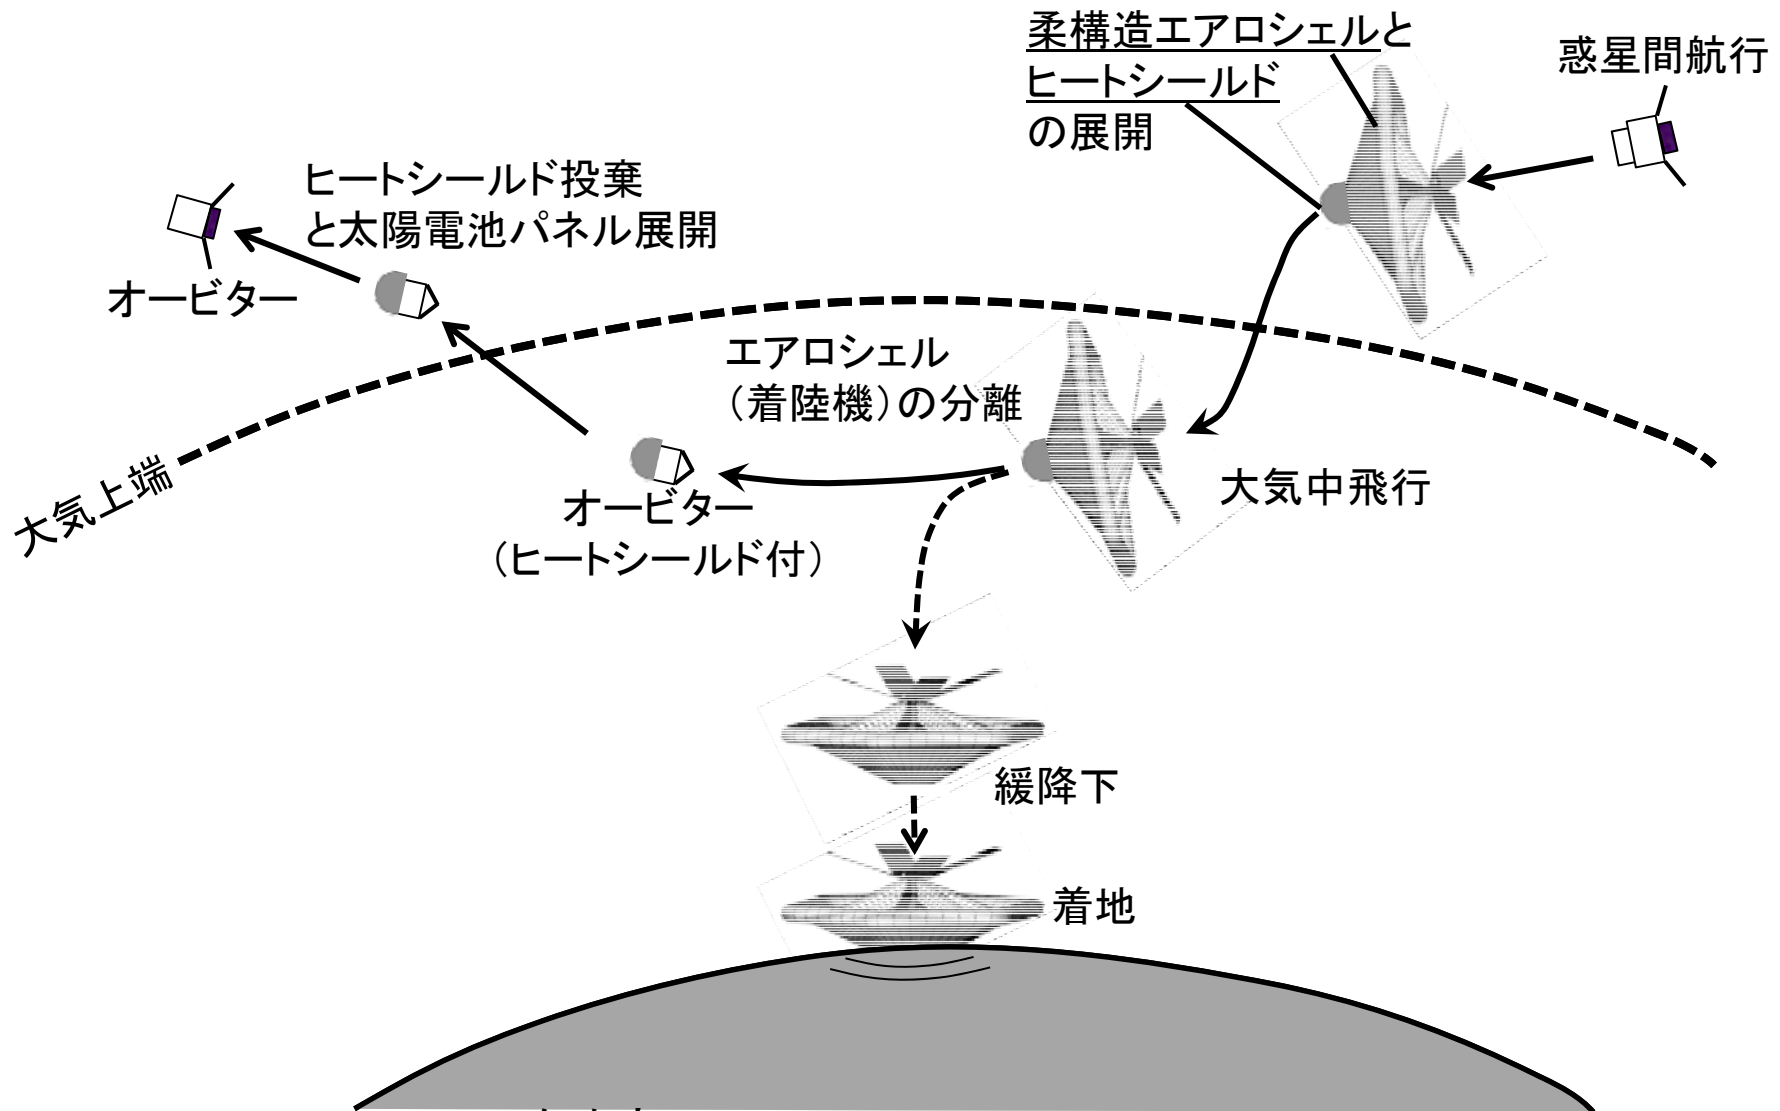 柔構造エアロシェルと
ヒートシールド
の展開
惑星間航行
ヒートシールド投棄
と太陽電池パネル展開
オービター
エアロシェル
（着陸機）の分離
大気中飛行
大気上端
オービター
（ヒートシールド付）
緩降下
着地